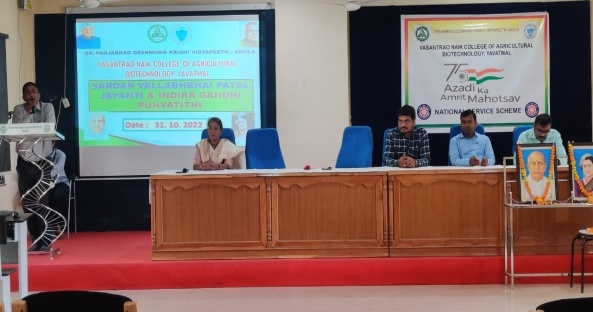 DR. PANJABRAO DESHMUKH KRISHI VIDYAPEETH, AKOLA
VASANTRAO NAIK COLLEGE OF AGRICULTURAL
BIOTECHNOLOGY, YAVATMAL
SARDAR VALLABHBHAI PATEL
JAYANTI & INDIRA GANDHI
PUNYATITHI
Date : 31. 10. 2022
VASANTRAO NAIK COLLEGE OF AGRICULTURAL
BIOTECHNOLOGY, YAVATMAL
75
Azadi Ka
Amrit Mahotsav
NATIONAL SERVICE SCHEME